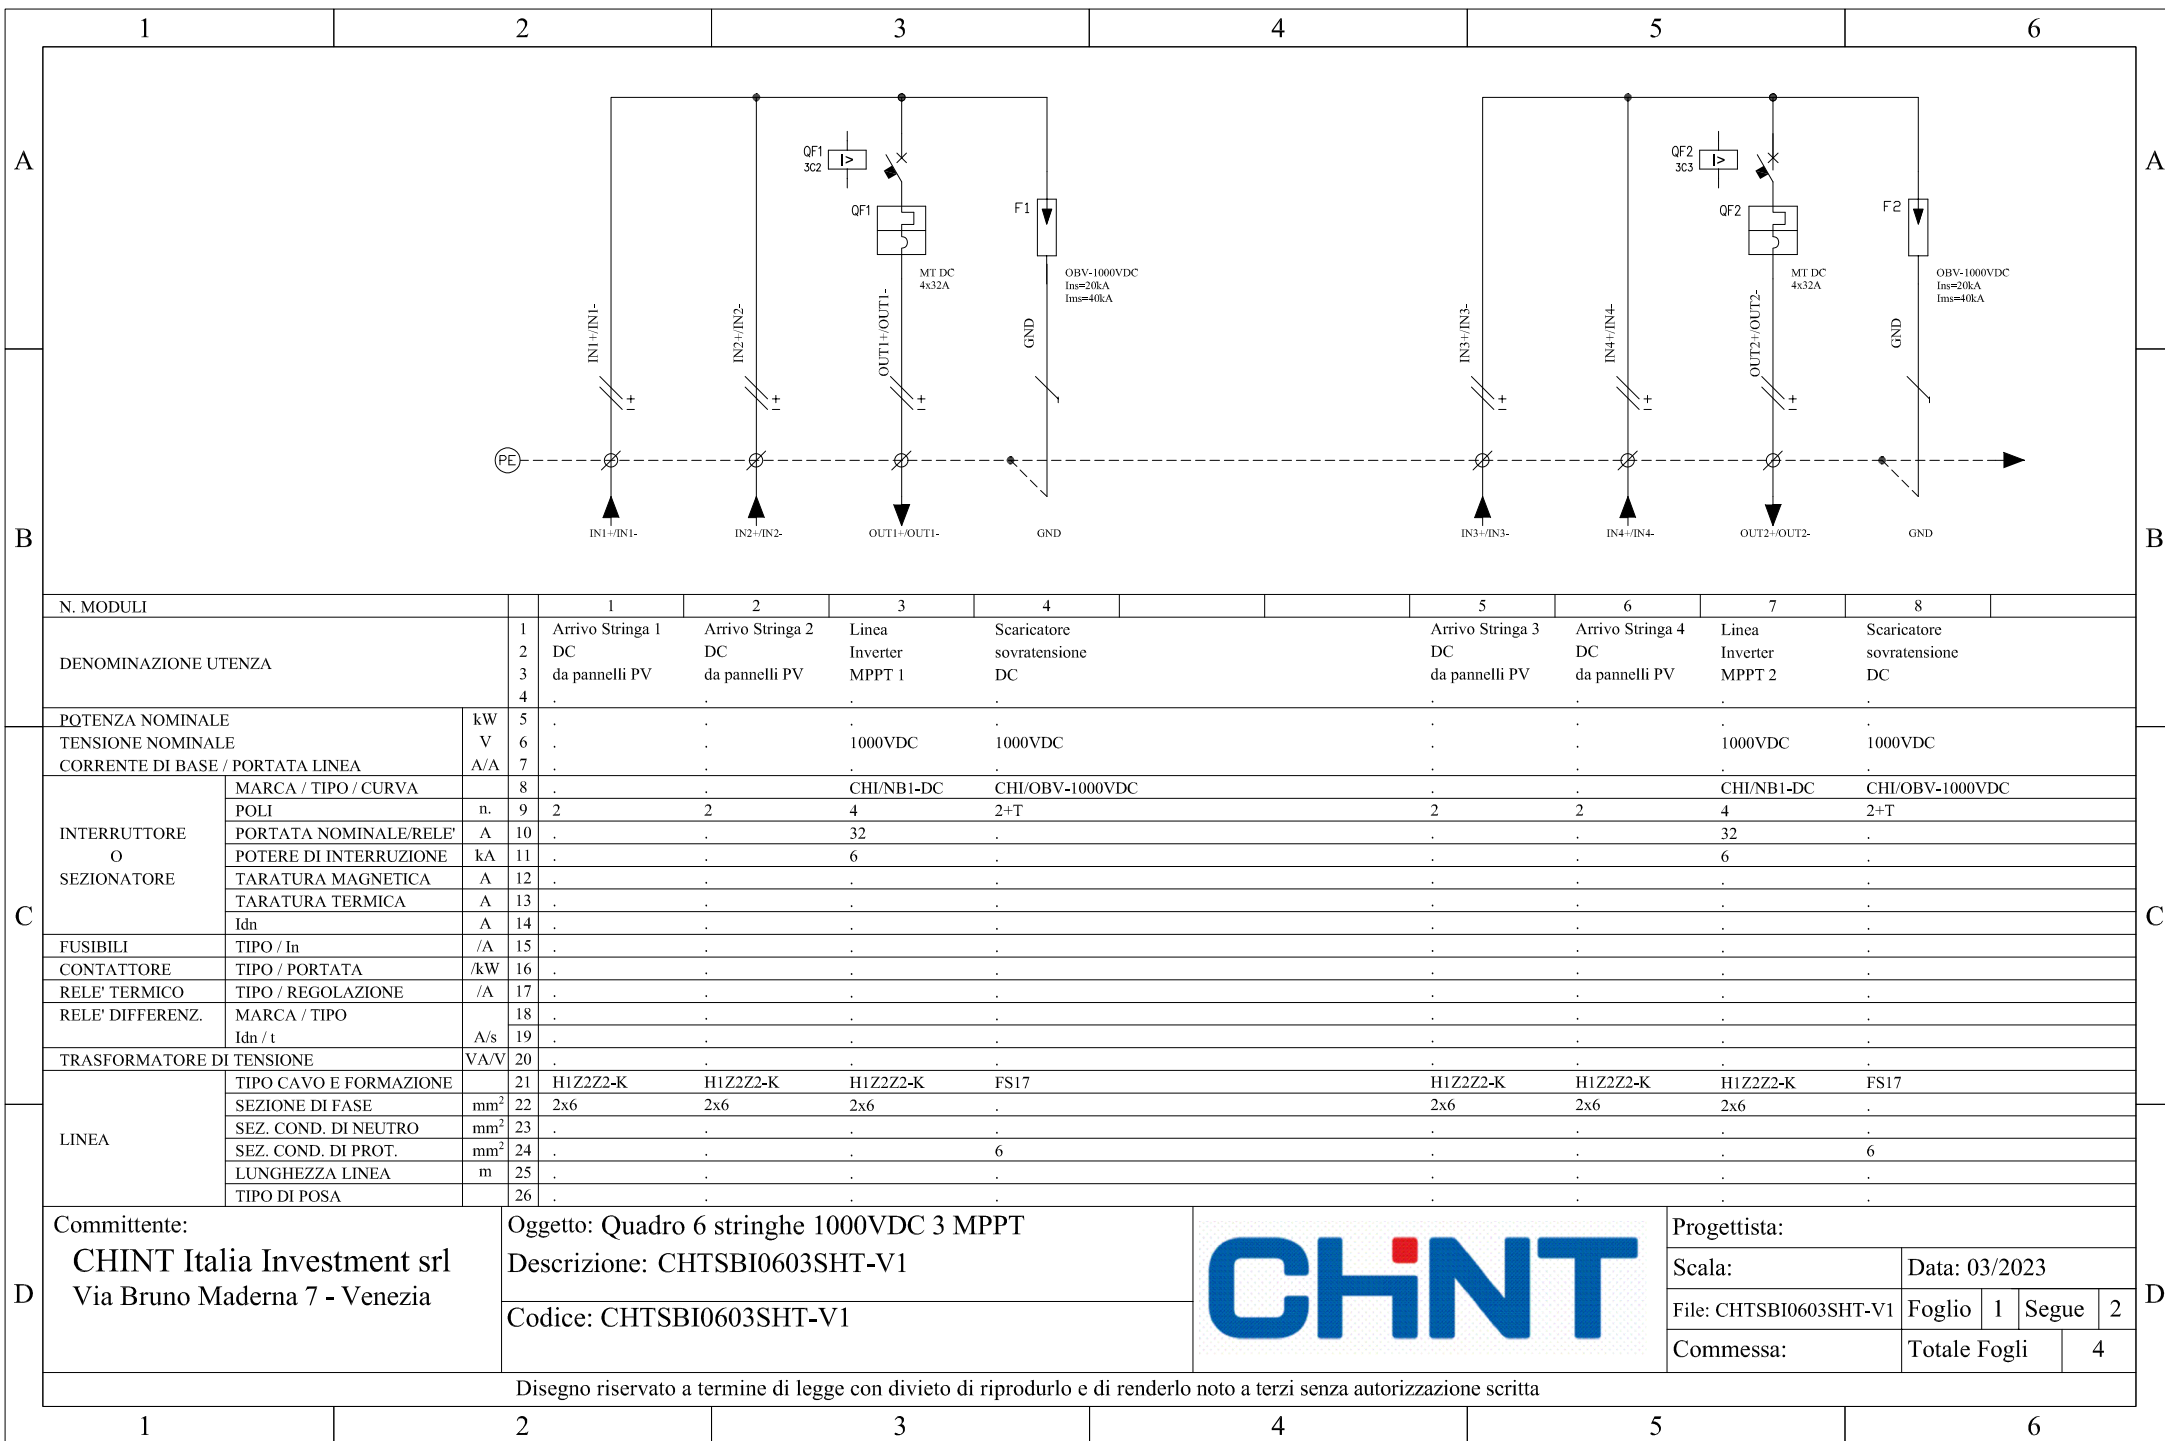 1 2 3 4 5 6
A A
QF1 I> QF2 I>
3C2 3C3
QF1 F1 QF2 F2
MT DC OBV-1000VDC MT DC OBV-1000VDC
4x32A Ins=20kA 4x32A Ins=20kA
Ims=40kA Ims=40kA
IN1+/IN1- IN2+/IN2- OUT1+/OUT1- GND IN3+/IN3- IN4+/IN4- OUT2+/OUT2- GND
± ± ± ± ± ±
PE
B B
IN1+/IN1- IN2+/IN2- OUT1+/OUT1- GND IN3+/IN3- IN4+/IN4- OUT2+/OUT2- GND
N. MODULI 1 2 3 4 5 6 7 8
DENOMINAZIONE UTENZA
1 Arrivo Stringa 1 Arrivo Stringa 2 Linea Scaricatore Arrivo Stringa 3 Arrivo Stringa 4 Linea Scaricatore
2 DC DC Inverter sovratensione DC DC Inverter sovratensione
3 da pannelli PV da pannelli PV MPPT 1 DC da pannelli PV da pannelli PV MPPT 2 DC
4 . . . . . . . .
POTENZA NOMINALE kW 5 . . . . . . . .
TENSIONE NOMINALE V 6 . . 1000VDC 1000VDC . . 1000VDC 1000VDC
CORRENTE DI BASE / PORTATA LINEA A/A 7 . . . . . . . .
INTERRUTTORE O SEZIONATORE
MARCA / TIPO / CURVA 8 . . CHI/NB1-DC CHI/OBV-1000VDC . . CHI/NB1-DC CHI/OBV-1000VDC
POLI n. 9 2 2 4 2+T 2 2 4 2+T
PORTATA NOMINALE/RELE' A 10 . . 32 . . . 32 .
POTERE DI INTERRUZIONE kA 11 . . 6 . . . 6 .
TARATURA MAGNETICA A 12 . . . . . . . .
TARATURA TERMICA A 13 . . . . . . . .
Idn A 14 . . . . . . . .
FUSIBILI TIPO / In /A 15 . . . . . . . .
CONTATTORE TIPO / PORTATA /kW 16 . . . . . . . .
RELE' TERMICO TIPO / REGOLAZIONE /A 17 . . . . . . . .
RELE' DIFFERENZ. MARCA / TIPO 18 . . . . . . . .
Idn / t A/s 19 . . . . . . . .
TRASFORMATORE DI TENSIONE VA/V 20 . . . . . . . .
LINEA
TIPO CAVO E FORMAZIONE 21 H1Z2Z2-K H1Z2Z2-K H1Z2Z2-K FS17 H1Z2Z2-K H1Z2Z2-K H1Z2Z2-K FS17
SEZIONE DI FASE mm² 22 2x6 2x6 2x6 . 2x6 2x6 2x6 .
SEZ. COND. DI NEUTRO mm² 23 . . . . . . . .
SEZ. COND. DI PROT. mm² 24 . . . 6 . . . 6
LUNGHEZZA LINEA m 25 . . . . . . . .
TIPO DI POSA 26 . . . . . . . .
C C
D D
Committente:
CHINT Italia Investment srl
Via Bruno Maderna 7 - Venezia
Oggetto: Quadro 6 stringhe 1000VDC 3 MPPT
Descrizione: CHTSBI0603SHT-V1
Codice: CHTSBI0603SHT-V1
CHINT
Progettista:
Scala: Data: 03/2023
File: CHTSBI0603SHT-V1 Foglio 1 Segue 2
Commessa: Totale Fogli 4
Disegno riservato a termine di legge con divieto di riprodurlo e di renderlo noto a terzi senza autorizzazione scritta
1 2 3 4 5 6